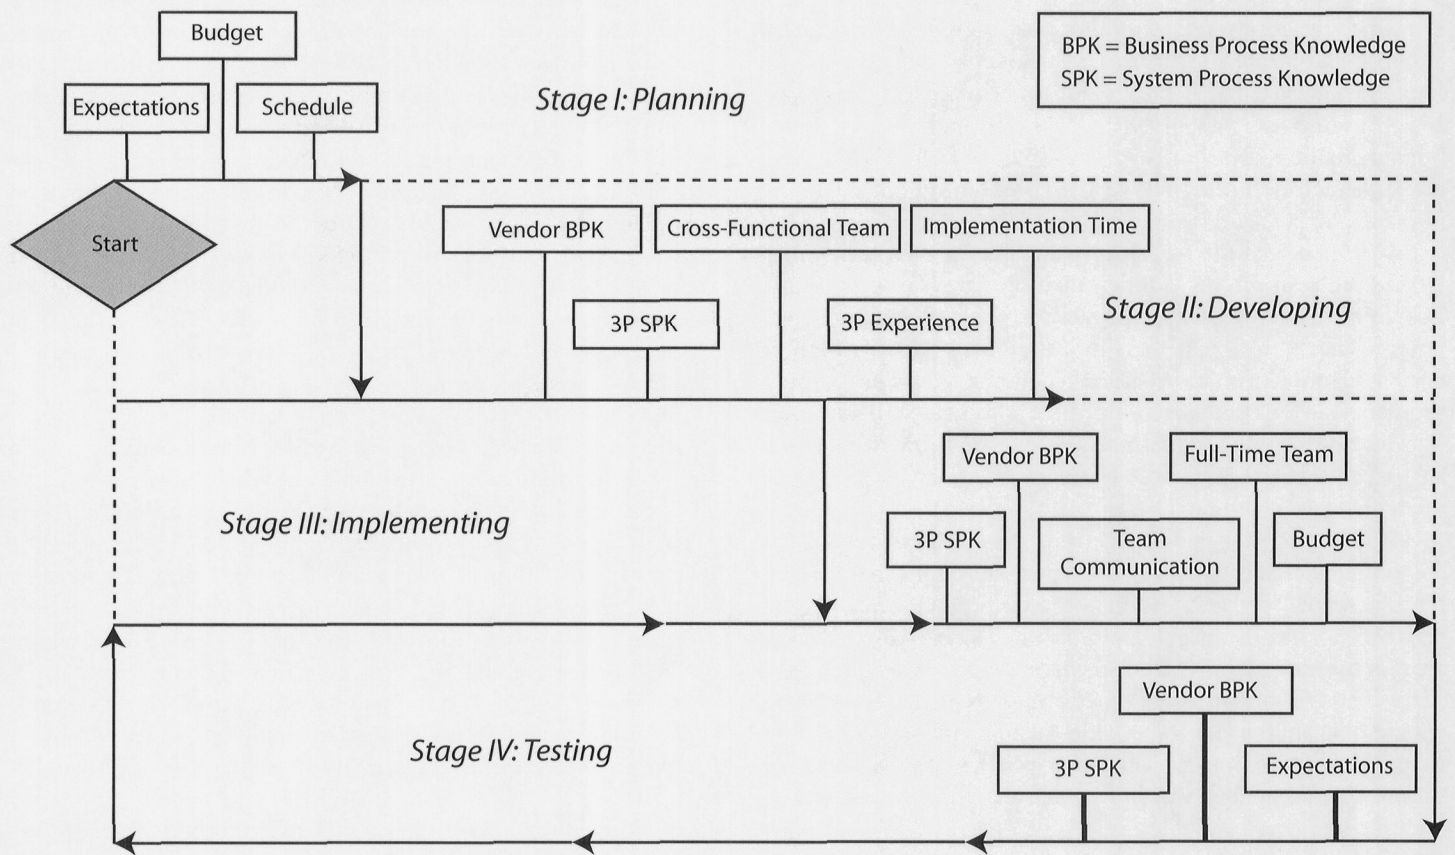 Budget
BPK = Business Process Knowledge
SPK = System Process Knowledge
Expectations
Schedule
Stage I: Planning
Start
Vendor BPK
Cross-Functional Team
Implementation Time
3P SPK
3P Experience
Stage II: Developing
Vendor BPK
Full-Time Team
Stage III: Implementing
3P SPK
Team
Communication
Budget
Vendor BPK
Stage IV: Testing
3P SPK
Expectations